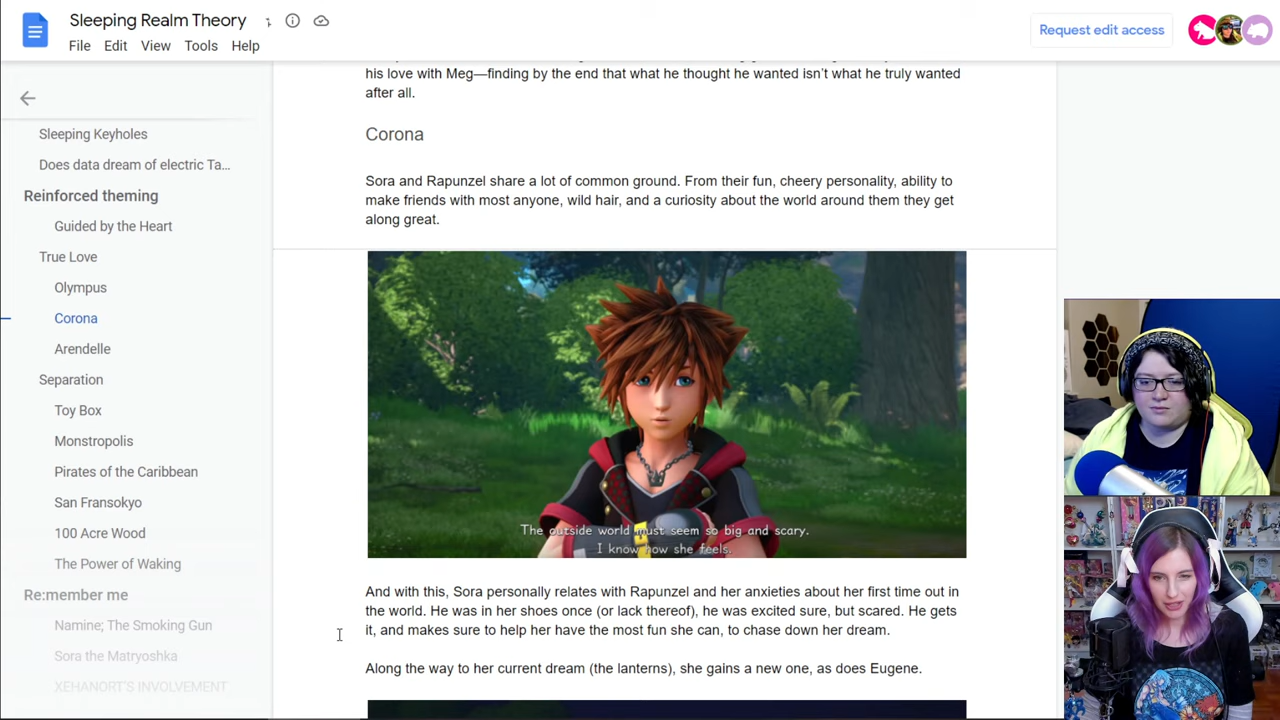 Sleeping Realm Theory
File Edit View Tools Help
Request edit access
Sleeping Keyholes
Does data dream of electric Ta...
Reinforced theming
Guided by the Heart
True Love
Olympus
Corona
Arendelle
Separation
Toy Box
Monstropolis
Pirates of the Caribbean
San Fransokyo
100 Acre Wood
The Power of Waking
Re:member me
Namine; The Smoking Gun
Sora the Matryoshka
XEHANORT'S INVOLVEMENT
his love with Meg—finding by the end that what he thought he wanted isn't what he truly wanted
after all.
Corona
Sora and Rapunzel share a lot of common ground. From their fun, cheery personality, ability to
make friends with most anyone, wild hair, and a curiosity about the world around them they get
along great.
The outside world must seem so big and scary.
I know how she feels.
And with this, Sora personally relates with Rapunzel and her anxieties about her first time out in
the world. He was in her shoes once (or lack thereof), he was excited sure, but scared. He gets
it, and makes sure to help her have the most fun she can, to chase down her dream.
Along the way to her current dream (the lanterns), she gains a new one, as does Eugene.